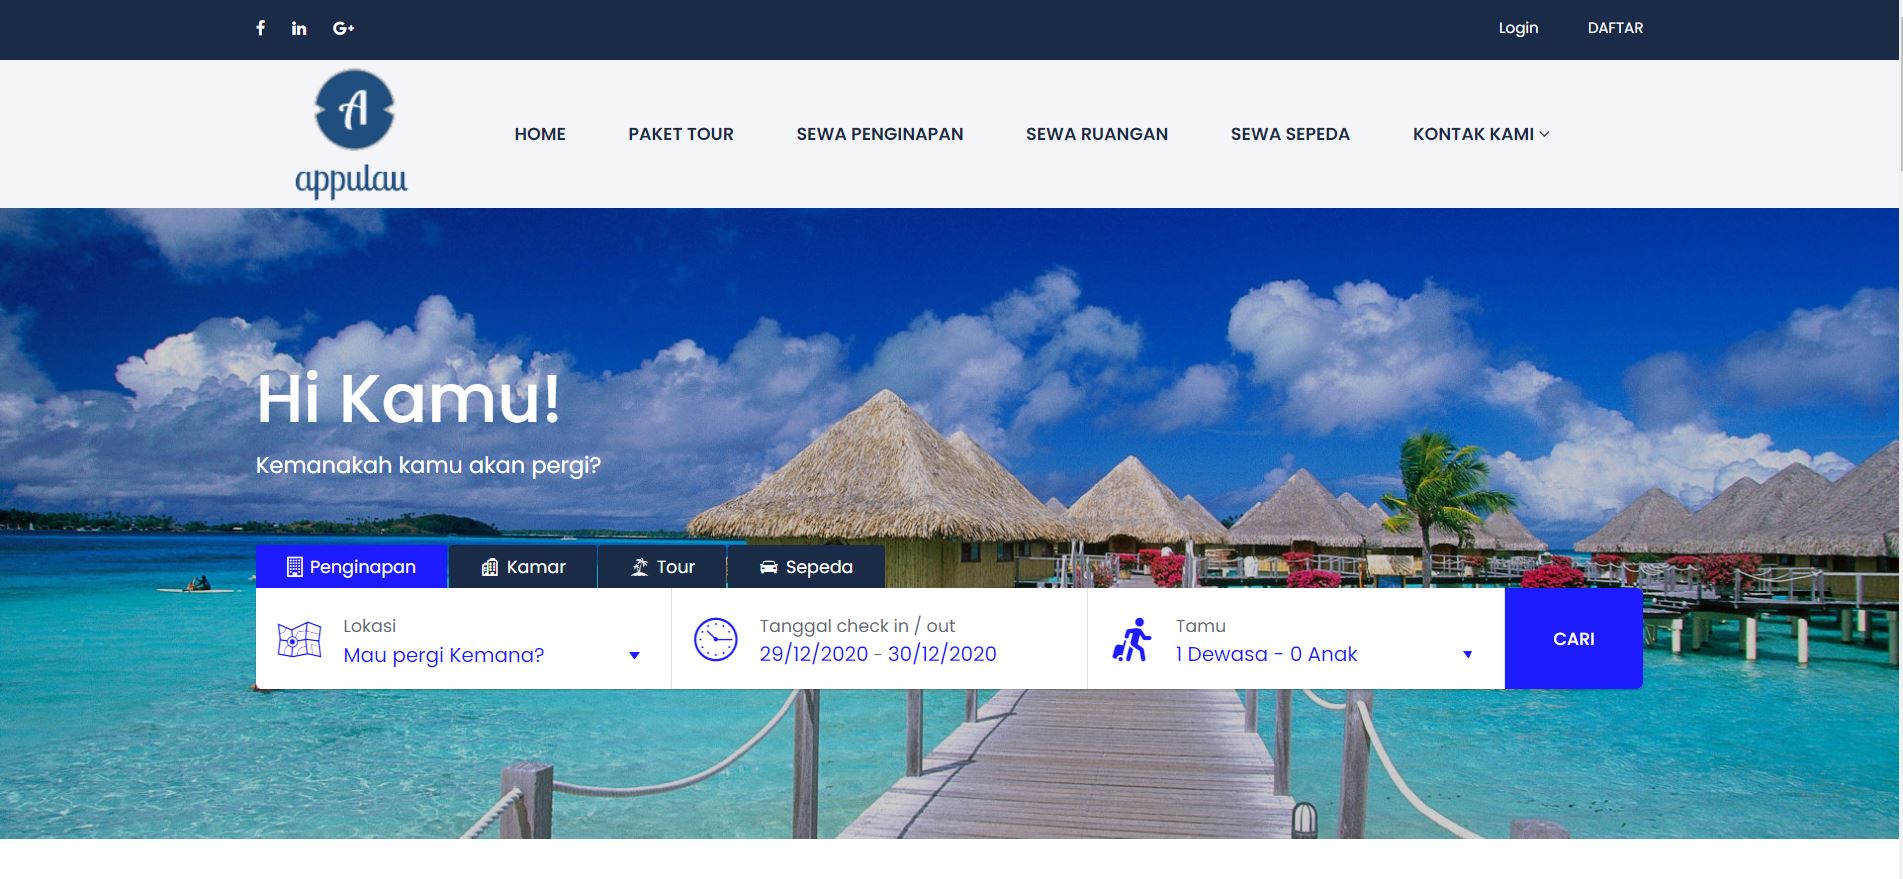 Login DAFTAR
A
appulau
HOME PAKET TOUR SEWA PENGINAPAN SEWA RUANGAN SEWA SEPEDA KONTAK KAMI
Hi Kamu!
Kemanakah kamu akan pergi?
Penginapan Kamar Tour Sepeda
Lokasi
Mau pergi Kemana?
Tanggal check in / out
29/12/2020 - 30/12/2020
Tamu
1 Dewasa - 0 Anak
CARI